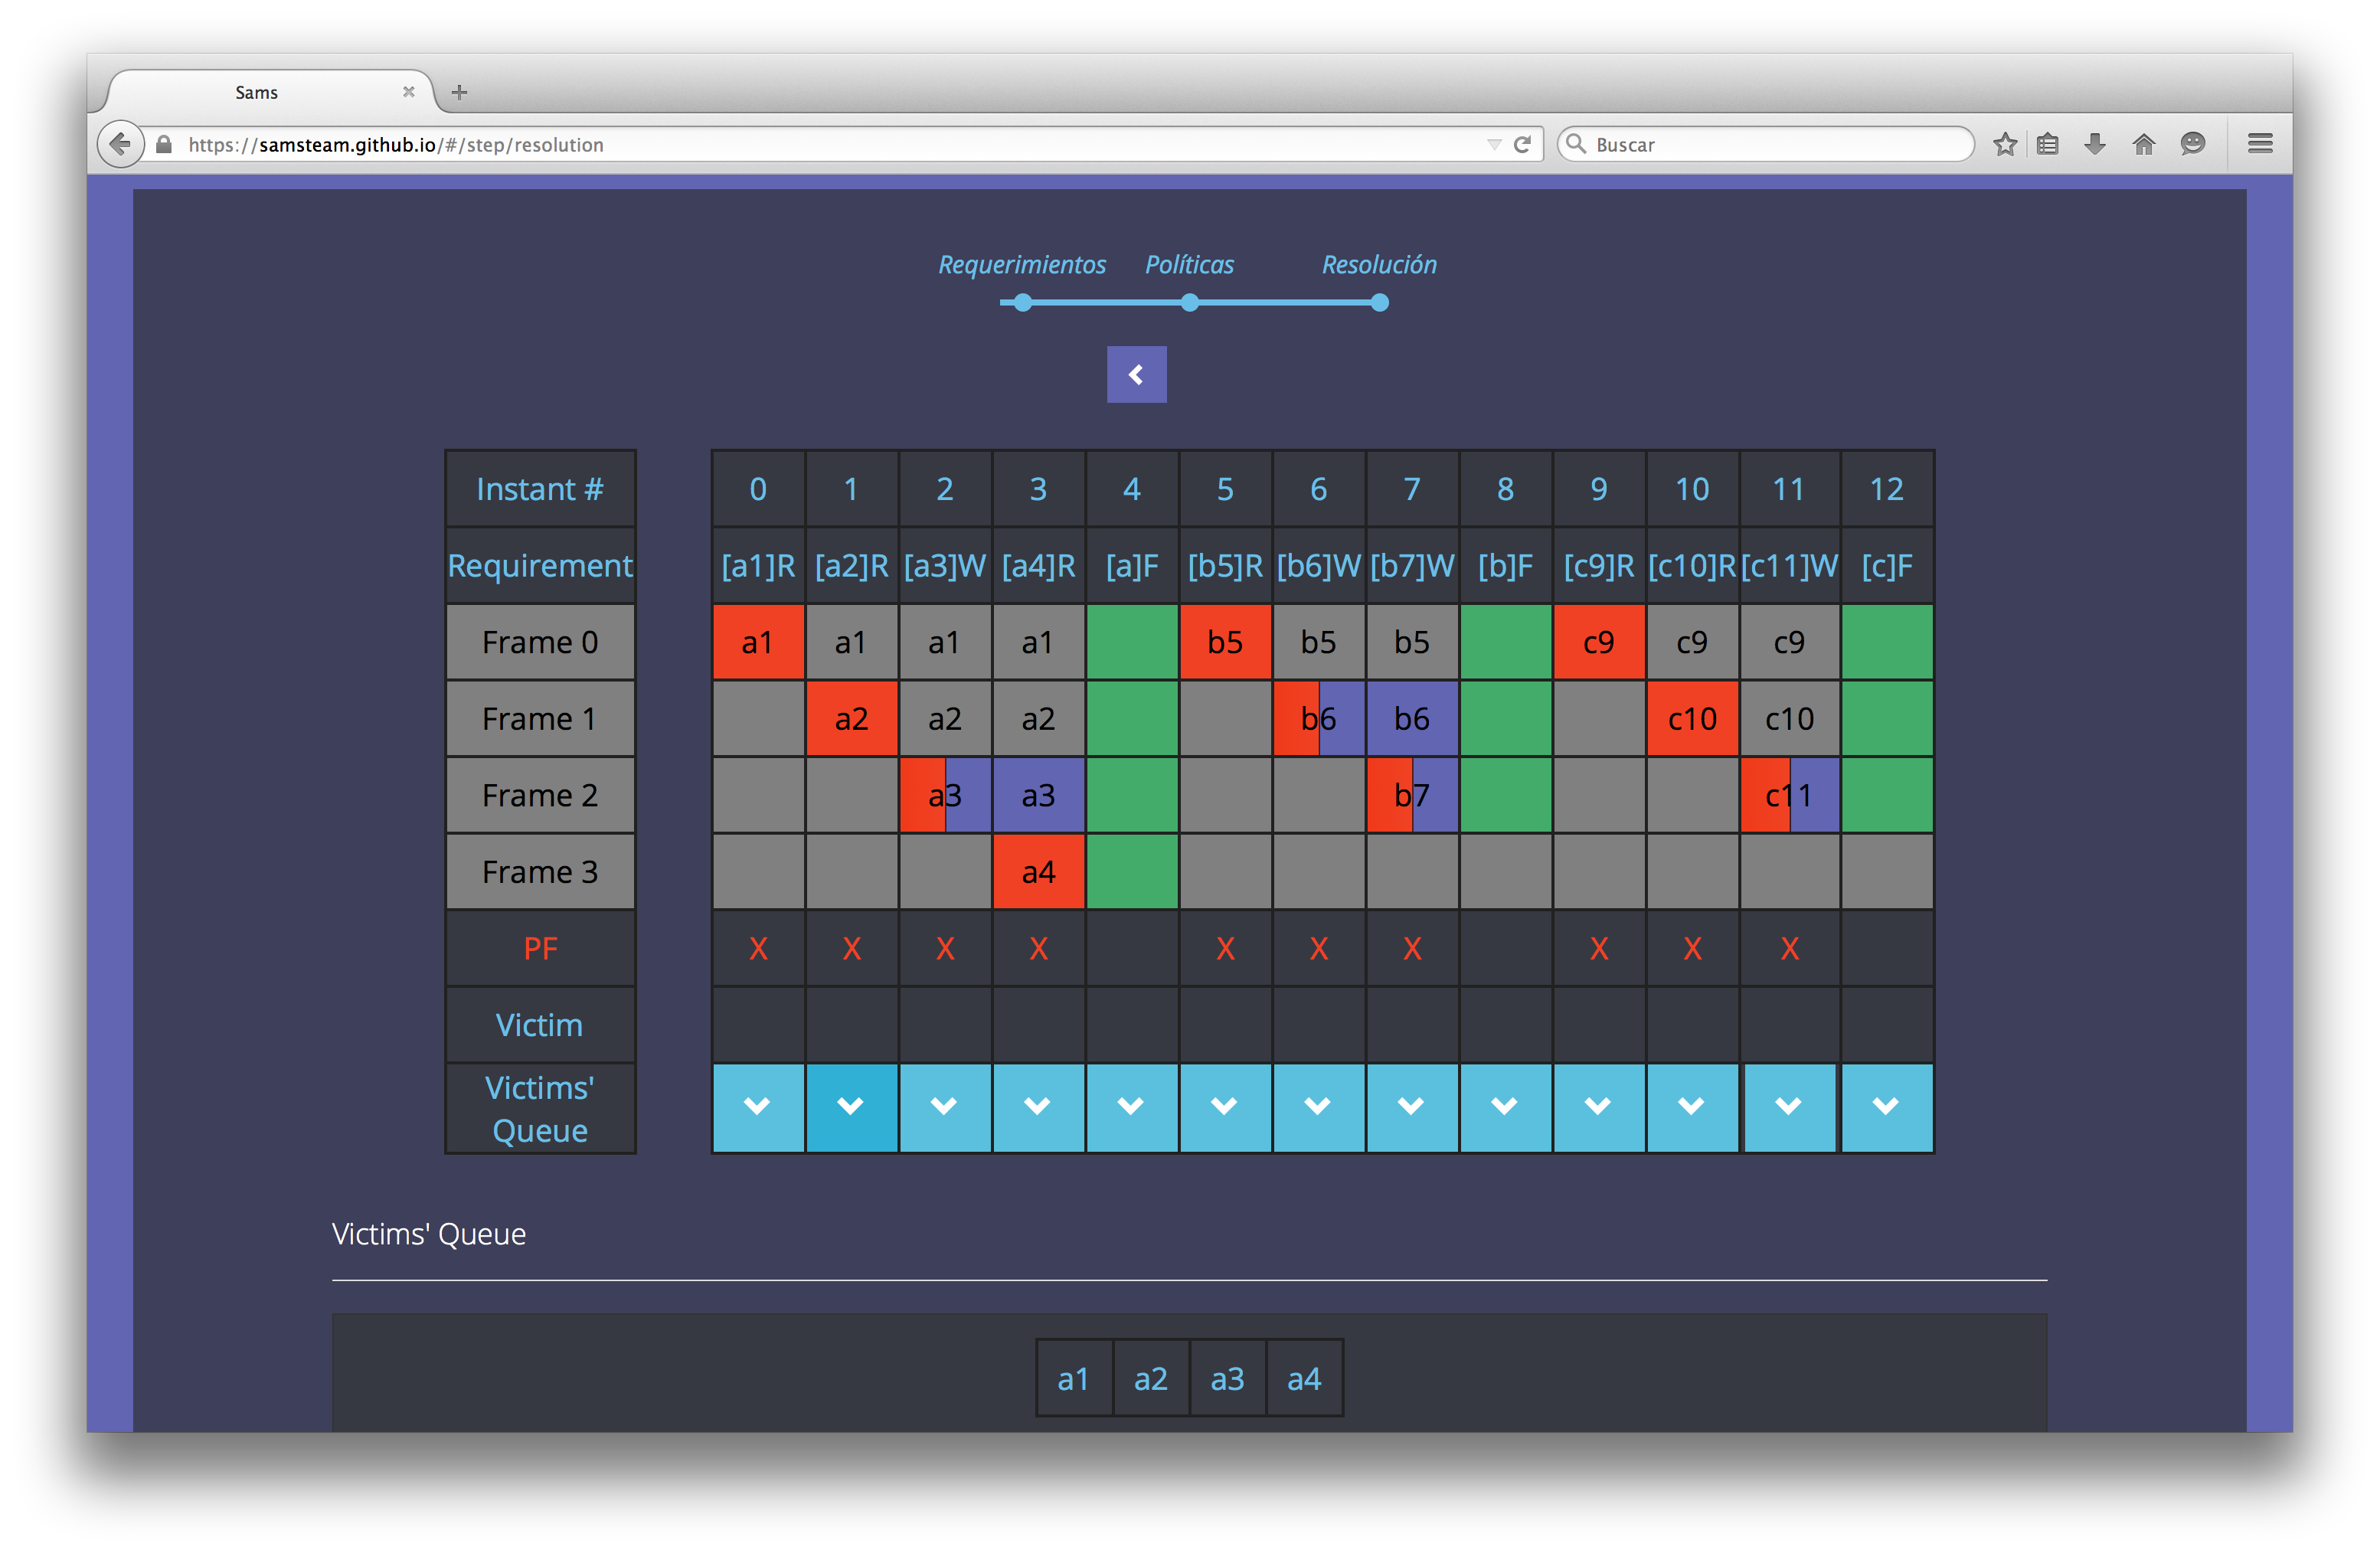 Sams
https://samsteam.github.io/#/step/resolution
Buscar
Requerimientos Políticas Resolución
Instant # 0 1 2 3 4 5 6 7 8 9 10 11 12
Requirement [a1]R [a2]R [a3]W [a4]R [a]F [b5]R [b6]W [b7]W [b]F [c9]R [c10]R [c11]W [c]F
Frame 0 a1 a1 a1 a1 b5 b5 b5 c9 c9 c9
Frame 1 a2 a2 a2 b6 b6 c10 c10
Frame 2 a3 a3 b7 c11
Frame 3 a4
PF X X X X X X X X X X
Victim
Victims'
Queue
Victims' Queue
a1 a2 a3 a4